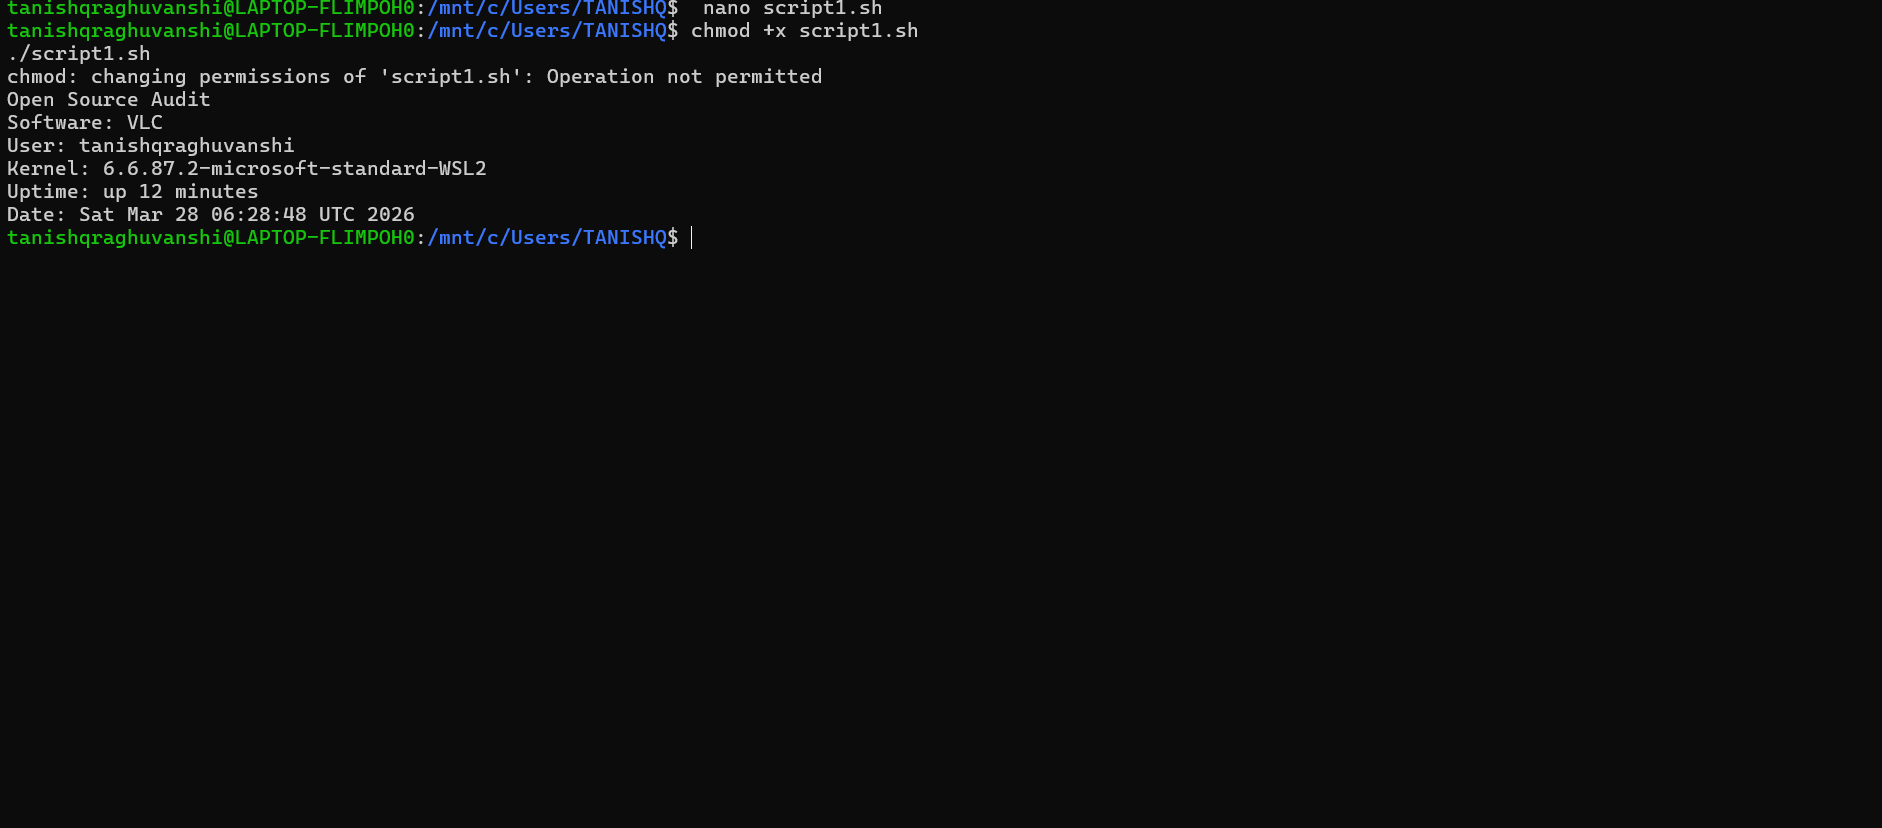 tanishqraghuvanshi@LAPTOP-FLIMPOH0:/mnt/c/Users/TANISHQ$  nano script1.sh
tanishqraghuvanshi@LAPTOP-FLIMPOH0:/mnt/c/Users/TANISHQ$ chmod +x script1.sh
./script1.sh
chmod: changing permissions of 'script1.sh': Operation not permitted
Open Source Audit
Software: VLC
User: tanishqraghuvanshi
Kernel: 6.6.87.2-microsoft-standard-WSL2
Uptime: up 12 minutes
Date: Sat Mar 28 06:28:48 UTC 2026
tanishqraghuvanshi@LAPTOP-FLIMPOH0:/mnt/c/Users/TANISHQ$